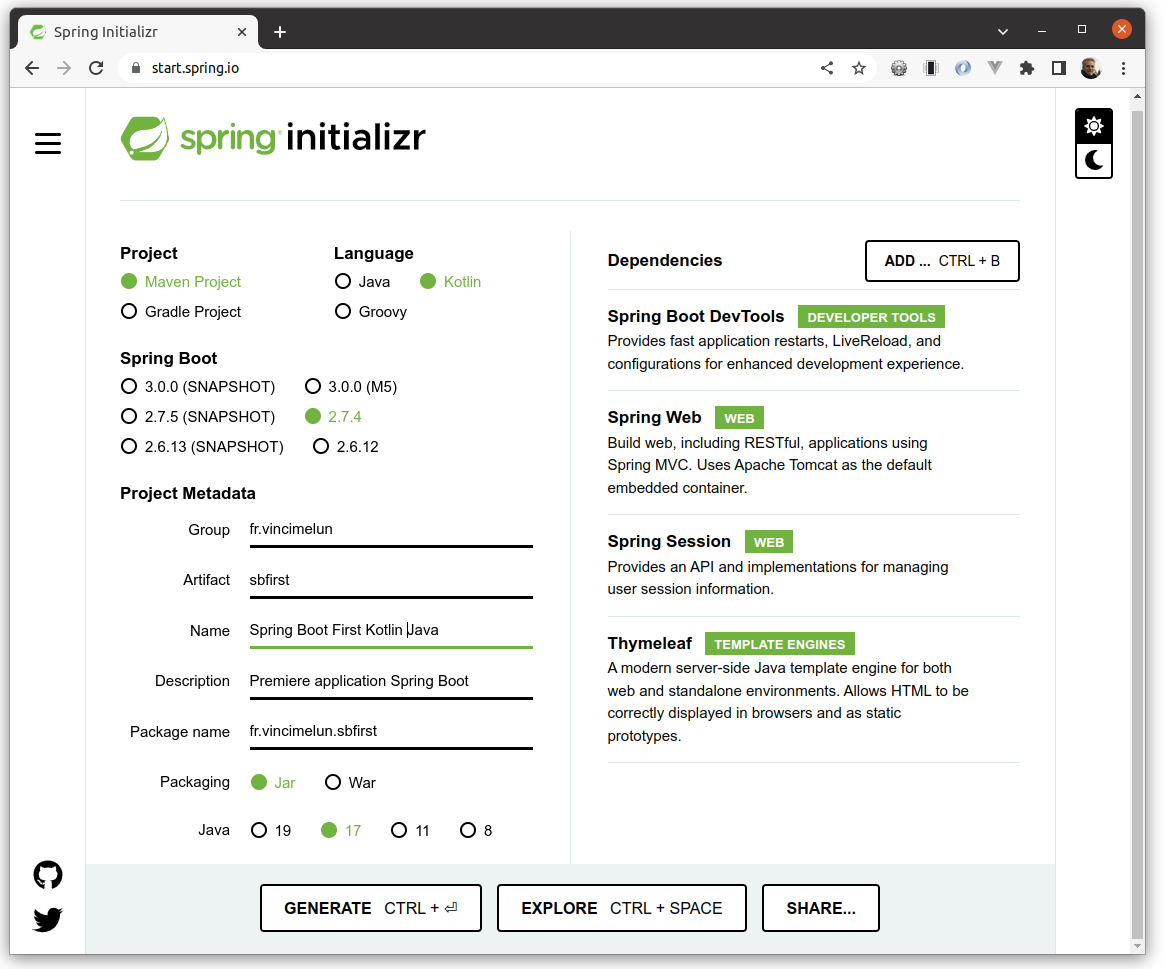 Spring Initializr
start.spring.io
spring initializr
Project
Maven Project
Gradle Project
Language
Java Kotlin
Groovy
Spring Boot
3.0.0 (SNAPSHOT) 3.0.0 (M5)
2.7.5 (SNAPSHOT) 2.7.4
2.6.13 (SNAPSHOT) 2.6.12
Project Metadata
Group fr.vincimelun
Artifact sbfirst
Name Spring Boot First Kotlin Java
Description Premiere application Spring Boot
Package name fr.vincimelun.sbfirst
Packaging Jar War
Java 19 17 11 8
Dependencies ADD ... CTRL + B
Spring Boot DevTools DEVELOPER TOOLS
Provides fast application restarts, LiveReload, and
configurations for enhanced development experience.
Spring Web WEB
Build web, including RESTful, applications using
Spring MVC. Uses Apache Tomcat as the default
embedded container.
Spring Session WEB
Provides an API and implementations for managing
user session information.
Thymeleaf TEMPLATE ENGINES
A modern server-side Java template engine for both
web and standalone environments. Allows HTML to be
correctly displayed in browsers and as static
prototypes.
GENERATE CTRL + ⏎ EXPLORE CTRL + SPACE SHARE...